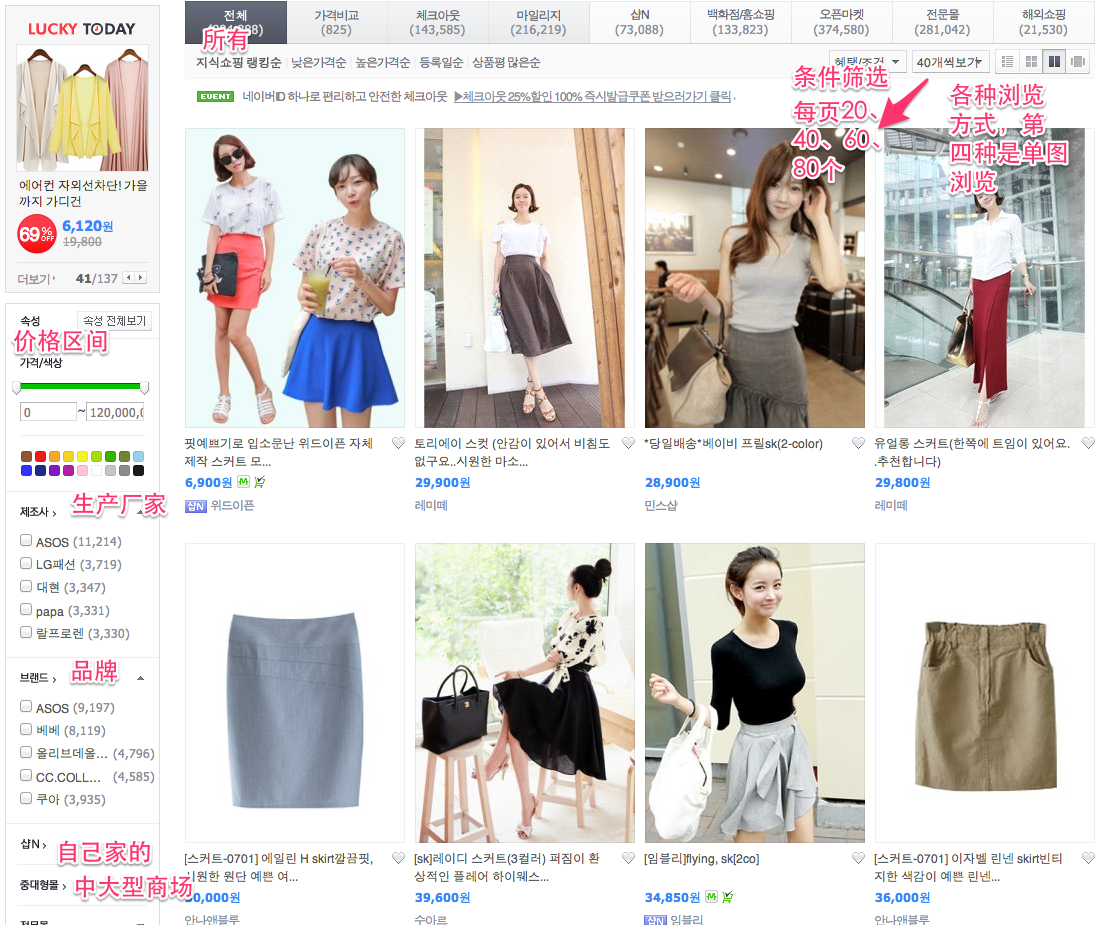 LUCKY TODAY
에어컨 자외선차단! 가을
까지 가디건
69% OFF
6,120원
19,800
더보기
41/137
속성
속성 전체보기
价格区间
가격/색상
0 ~ 120,000,0
生产厂家
제조사
ASOS (11,214)
LG패션 (3,719)
대현 (3,347)
papa (3,331)
랄프로렌 (3,330)
品牌
브랜드
ASOS (9,197)
베베 (8,119)
올리브데올... (4,796)
CC.COLL... (4,585)
쿠아 (3,935)
샵N
自己家的
중대형몰
中大型商场
전체
가격비교
(825)
체크아웃
(143,585)
마일리지
(216,219)
샵N
(73,088)
백화점/홈쇼핑
(133,823)
오픈마켓
(374,580)
전문몰
(281,042)
해외쇼핑
(21,530)
所有
지식쇼핑 랭킹순 낮은가격순 높은가격순 등록일순 상품평 많은순
혜택/조건
40개씩보기
EVENT 네이버ID 하나로 편리하고 안전한 체크아웃 ▶체크아웃 25%할인 100% 즉시발급쿠폰 받으러가기 클릭
条件筛选
每页20、
40、60、
80个
各种浏览
方式，第
四种是单图
浏览
핏예쁘기로 입소문난 위드이픈 자체
제작 스커트 모...
6,900원
샵N 위드이픈
토리에이 스컷 (안감이 있어서 비침도
없구요..시원한 마소...
29,900원
레미떼
*당일배송*베이비 프릴sk(2-color)
28,900원
민스샵
유얼롱 스커트(한쪽에 트임이 있어요.
.추천합니다)
29,800원
레미떼
[스커트-0701] 에일린 H skirt깔끔핏,
시원한 원단 예쁜 여...
30,000원
안나앤블루
[sk]레이디 스커트(3컬러) 퍼짐이 환
상적인 플레어 하이웨스...
39,600원
수아르
[임블리]flying, sk[2co]
34,850원
샵N 임블리
[스커트-0701] 이자벨 린넨 skirt빈티
지한 색감이 예쁜 린넨...
36,000원
안나앤블루